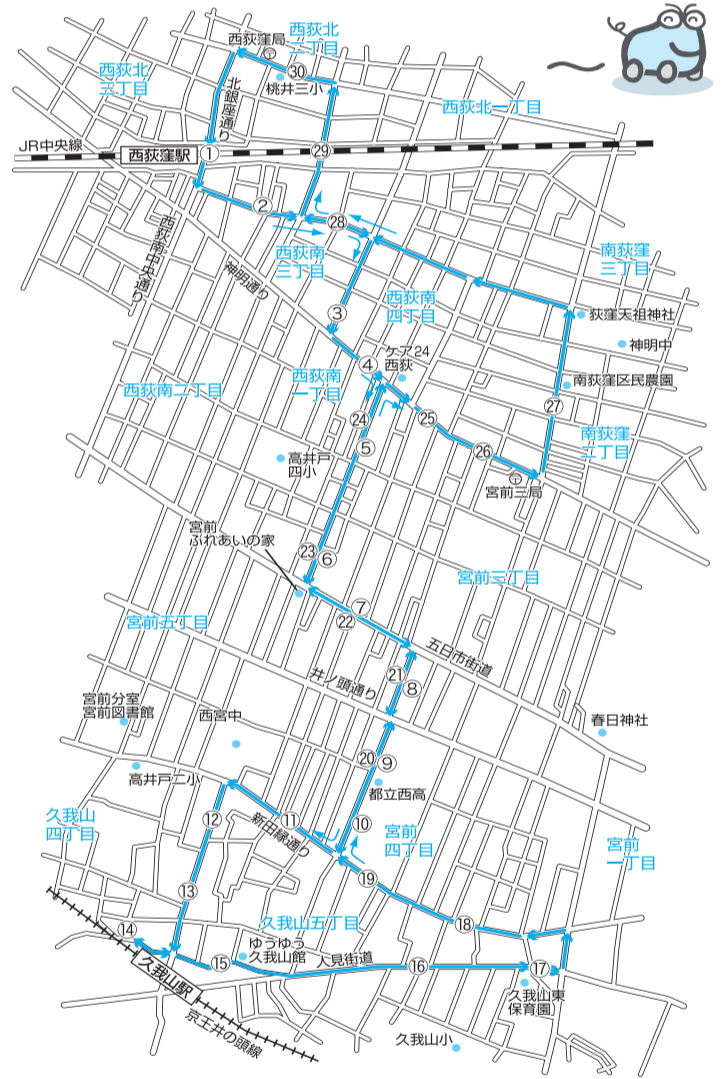 西荻窪局
西荻北
二丁目
西荻北
三丁目
㉚
桃井三小
北銀座通り
西荻北一丁目
JR中央線
西荻窪駅
①
㉙
②
㉘
西荻南中央通り
神明通り
西荻南
三丁目
南荻窪
三丁目
西荻南
四丁目
③
荻窪天祖神社
神明中
ケア24
西荻
④
西荻南
一丁目
西荻南二丁目
南荻窪区民農園
㉗
㉔
㉕
⑤
㉖
南荻窪
二丁目
高井戸
四小
宮前三局
宮前
ふれあいの家
㉓
⑥
宮前三丁目
⑦
㉒
宮前五丁目
五日市街道
井ノ頭通り
㉑
⑧
宮前分室
宮前図書館
西宮中
春日神社
⑳
⑨
高井戸二小
都立西高
久我山
四丁目
⑫
⑪
新田縁通り
⑩
宮前
四丁目
宮前
一丁目
⑲
⑬
久我山五丁目
⑱
⑭
ゆうゆう
久我山館
人見街道
久我山駅
⑮
⑯
⑰
久我山東
保育園
京王井の頭線
久我山小